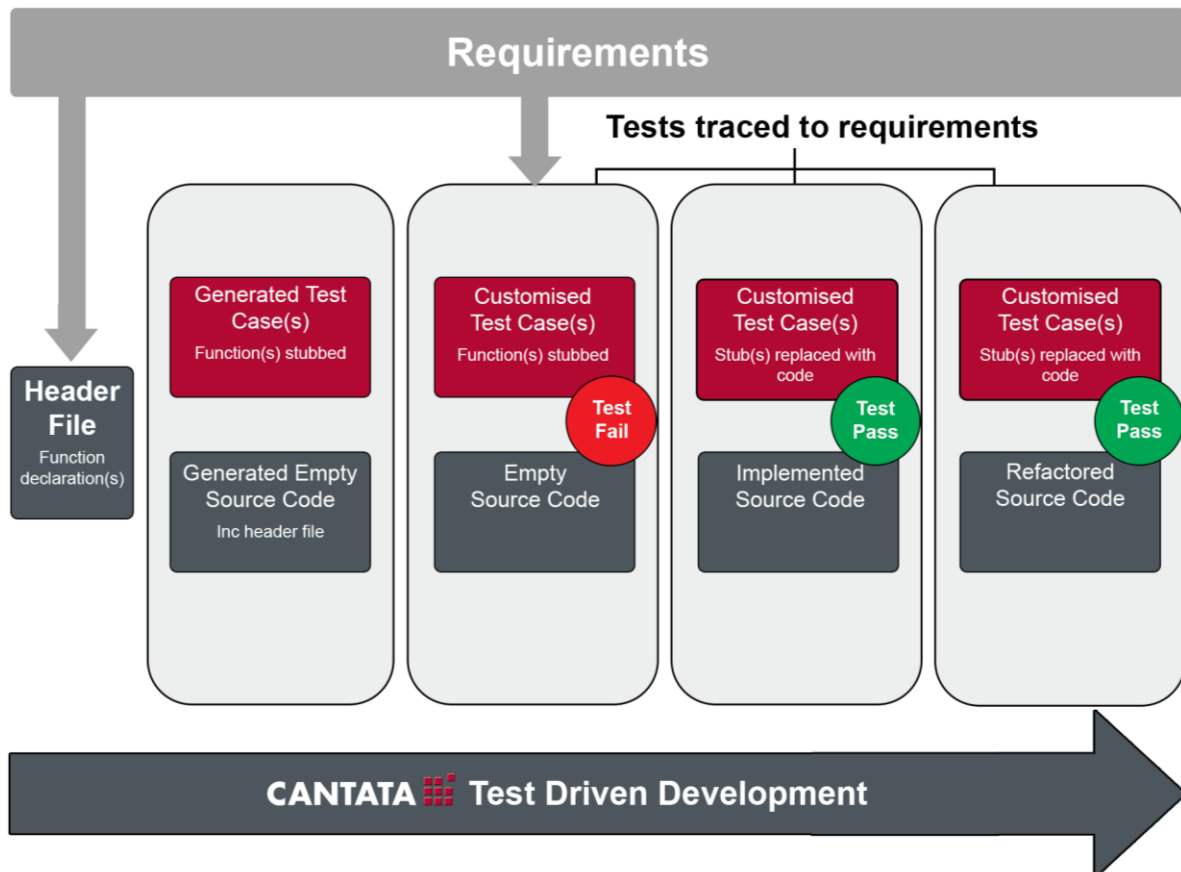 Requirements
Tests traced to requirements
Header
File
Function
declaration(s)
Generated Test
Case(s)
Function(s) stubbed
Generated Empty
Source Code
Inc header file
Customised
Test Case(s)
Function(s) stubbed
Test
Fail
Empty
Source Code
Customised
Test Case(s)
Stub(s) replaced with
code
Test
Pass
Implemented
Source Code
Customised
Test Case(s)
Stub(s) replaced with
code
Test
Pass
Refactored
Source Code
CANTATA Test Driven Development